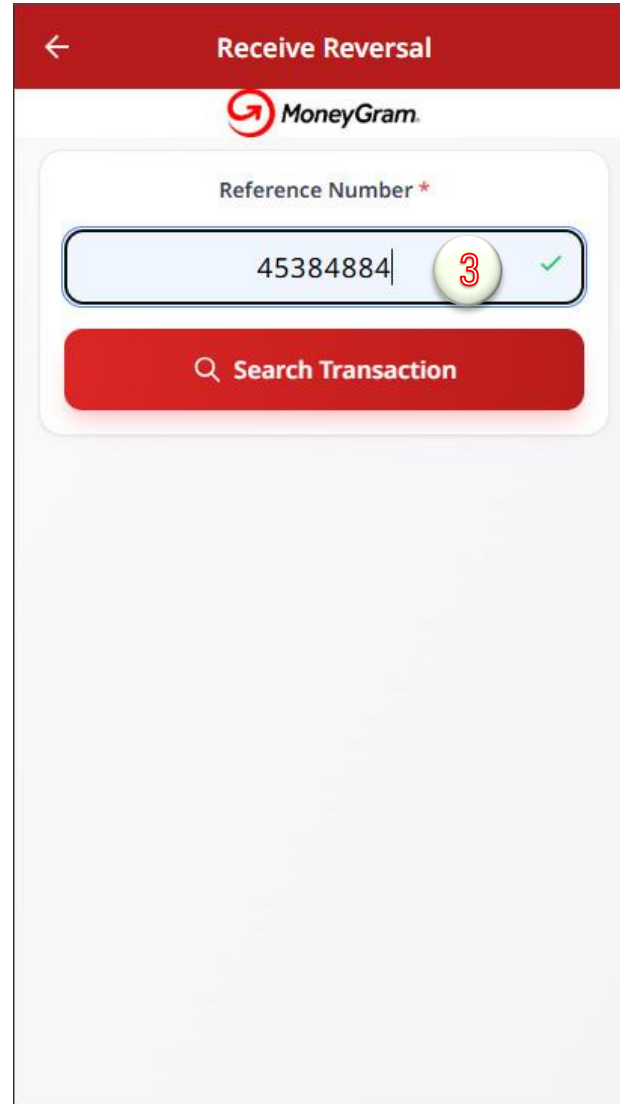 Receive Reversal
MoneyGram.
Reference Number *
45384884 3
Search Transaction